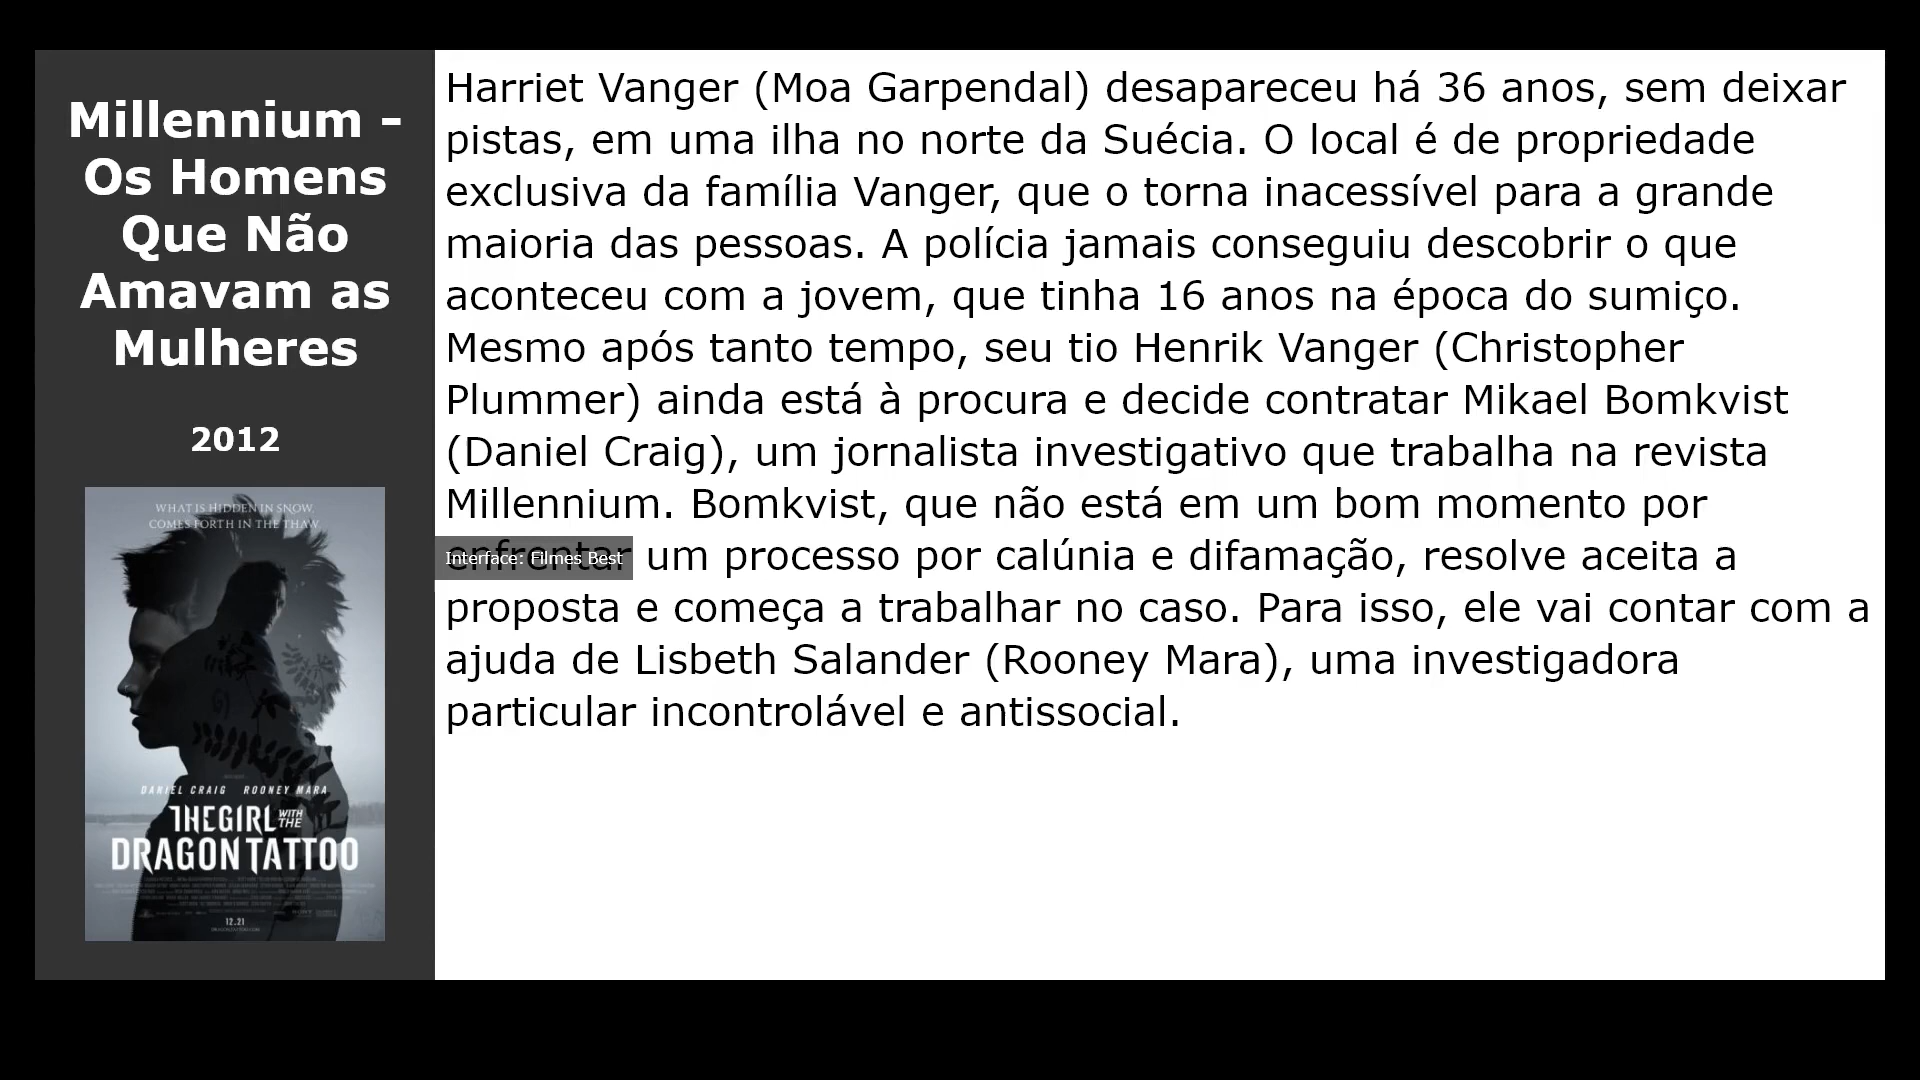 Millennium -
Os Homens
Que Não
Amavam as
Mulheres
2012
WHAT IS HIDDEN IN SNOW,
COMES FORTH IN THE THAW.
DANIEL CRAIG ROONEY MARA
THE GIRL WITH THE
DRAGON TATTOO
12.21
Harriet Vanger (Moa Garpendal) desapareceu há 36 anos, sem deixar
pistas, em uma ilha no norte da Suécia. O local é de propriedade
exclusiva da família Vanger, que o torna inacessível para a grande
maioria das pessoas. A polícia jamais conseguiu descobrir o que
aconteceu com a jovem, que tinha 16 anos na época do sumiço.
Mesmo após tanto tempo, seu tio Henrik Vanger (Christopher
Plummer) ainda está à procura e decide contratar Mikael Bomkvist
(Daniel Craig), um jornalista investigativo que trabalha na revista
Millennium. Bomkvist, que não está em um bom momento por
enfrentar um processo por calúnia e difamação, resolve aceita a
Interface: Filmes Best
proposta e começa a trabalhar no caso. Para isso, ele vai contar com a
ajuda de Lisbeth Salander (Rooney Mara), uma investigadora
particular incontrolável e antissocial.